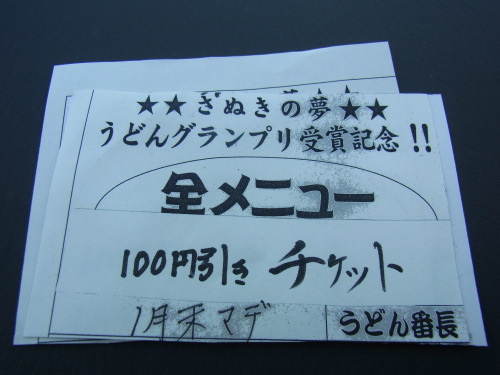 ★★さぬきの夢★★
うどんグランプリ受賞記念!!
全メニュー
100円引き チケット
1月末マデ
うどん番長